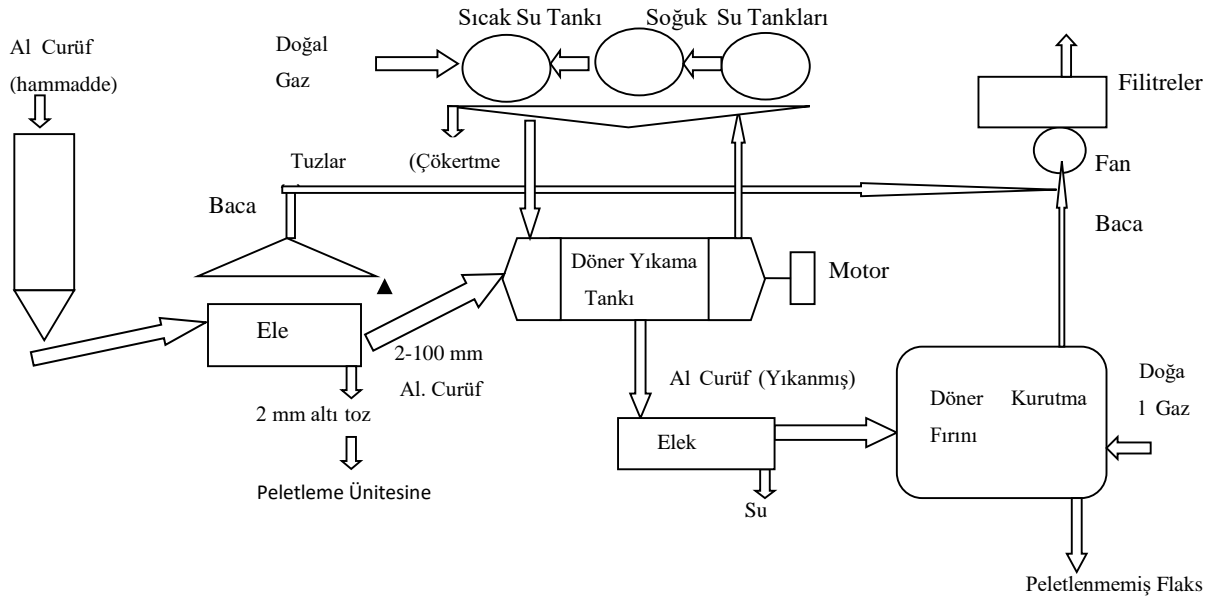 Sıcak Su Tankı
Soğuk Su Tankları
Al Curüf
(hammadde)
Doğal
Gaz
Filitreler
Tuzlar
(Çökertme
Fan
Baca
Baca
Döner Yıkama
Tankı
Motor
Ele
2-100 mm
Al. Curüf
2 mm altı toz
Peletleme Ünitesine
Al Curüf (Yıkanmış)
Elek
Su
Döner Kurutma
Fırını
Doğa
l Gaz
Peletlenmemiş Flaks